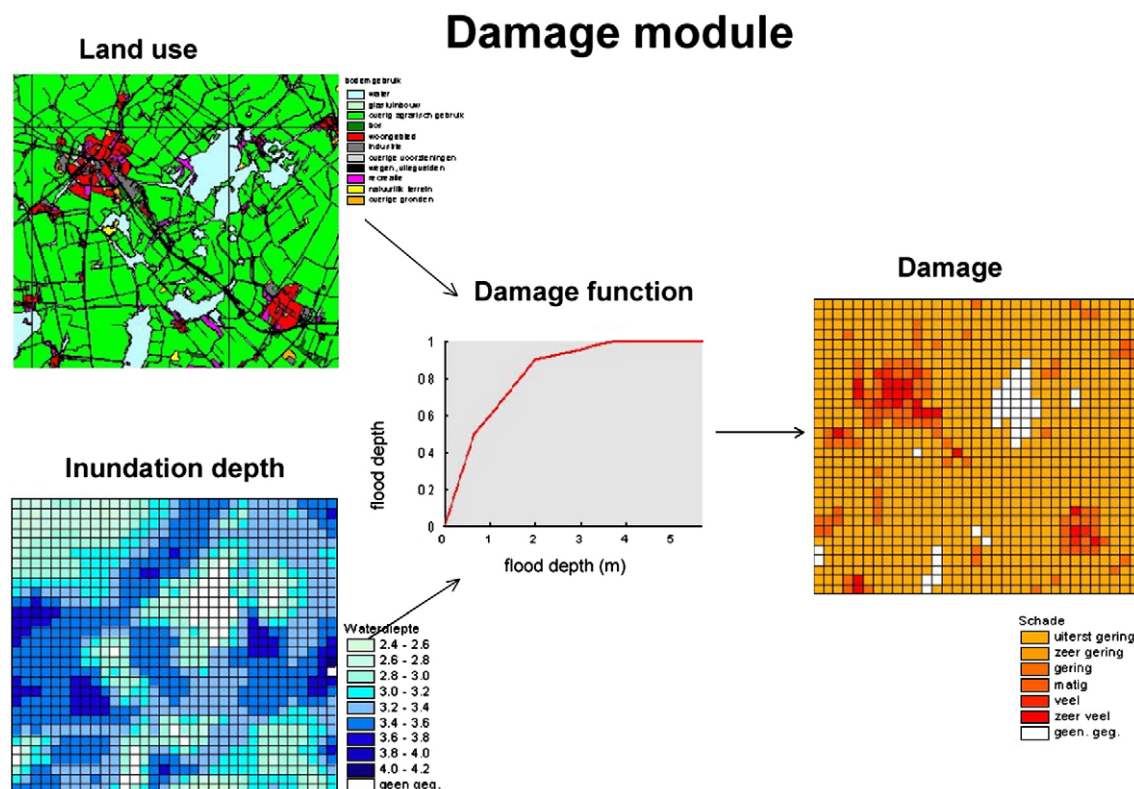 Damage module
Land use
bodemgebruik
water
glastuinbouw
overig agrarisch gebruik
bos
woongebied
industrie
overige voorzieningen
wegen, vliegvelden
recreatie
natuurlijk terrein
overige gronden
Damage function
1
0 8
0 6
0 4
0 2
0
0 1 2 3 4 5
flood depth
flood depth (m)
Damage
Schade
uiterst gering
zeer gering
gering
matig
veel
zeer veel
geen. geg.
Inundation depth
Waterdiepte
2.4 - 2.6
2.6 - 2.8
2.8 - 3.0
3.0 - 3.2
3.2 - 3.4
3.4 - 3.6
3.6 - 3.8
3.8 - 4.0
4.0 - 4.2
geen geg.